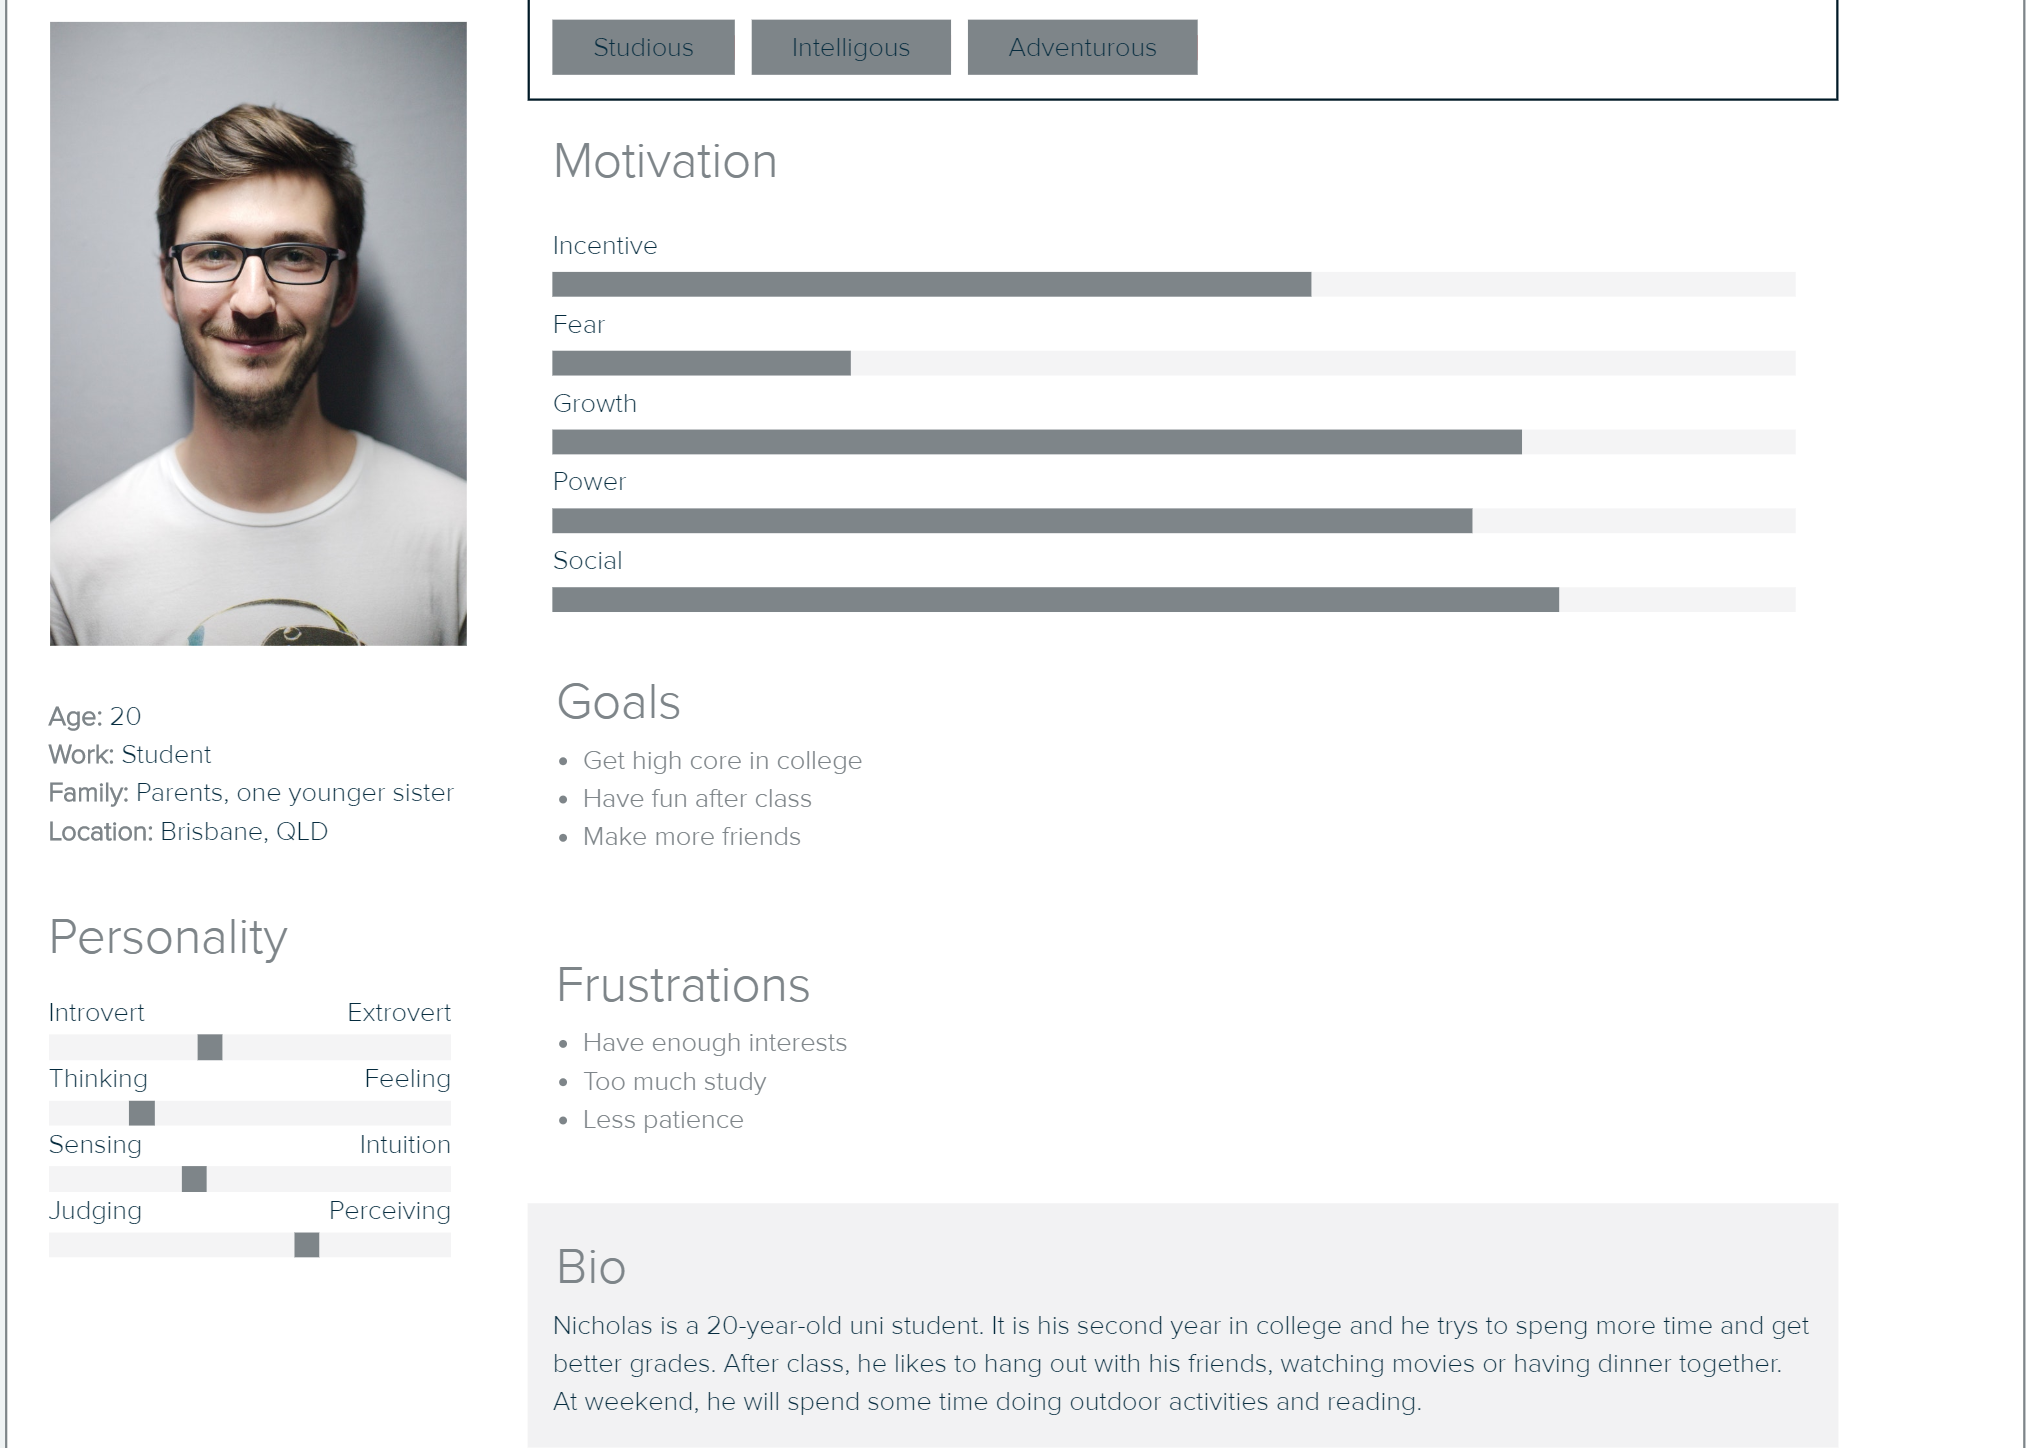 Studious Intelligous Adventurous
Motivation
Incentive
Fear
Growth
Power
Social
Age: 20
Work: Student
Family: Parents, one younger sister
Location: Brisbane, QLD
Personality
Introvert Extrovert
Thinking Feeling
Sensing Intuition
Judging Perceiving
Goals
• Get high core in college
• Have fun after class
• Make more friends
Frustrations
• Have enough interests
• Too much study
• Less patience
Bio
Nicholas is a 20-year-old uni student. It is his second year in college and he trys to speng more time and get
better grades. After class, he likes to hang out with his friends, watching movies or having dinner together.
At weekend, he will spend some time doing outdoor activities and reading.